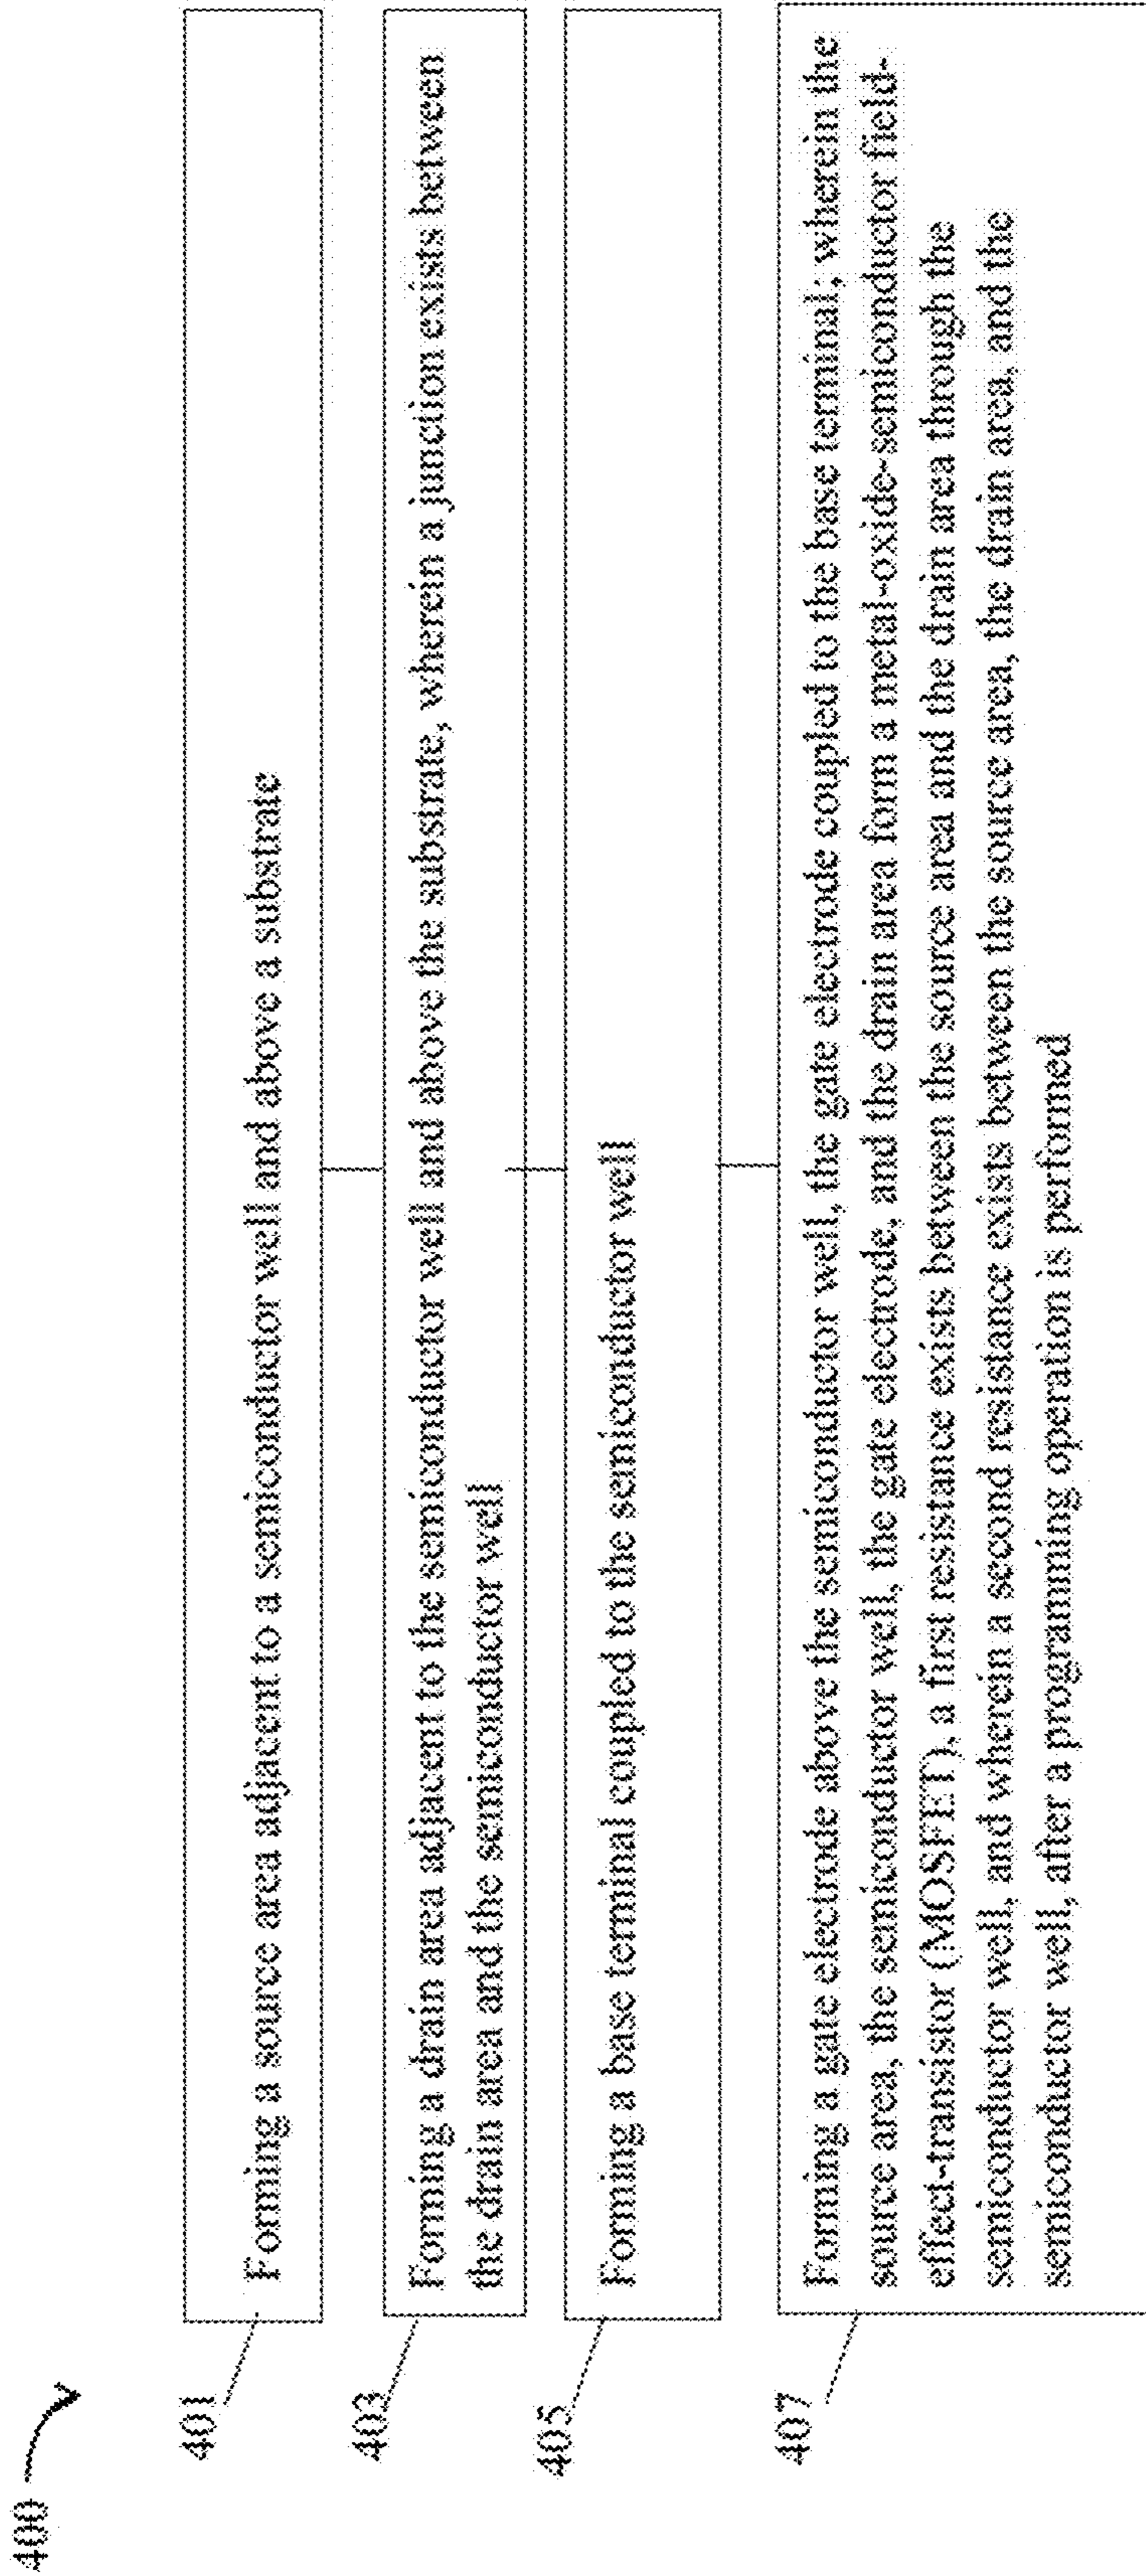 400
401
Forming a source area adjacent to a semiconductor well and above a substrate
403
Forming a drain area adjacent to the semiconductor well and above the substrate, wherein a junction exists between
the drain area and the semiconductor well
405
Forming a base terminal coupled to the semiconductor well
407
Forming a gate electrode above the semiconductor well, the gate electrode coupled to the base terminal; wherein the
source area, the semiconductor well, the gate electrode, and the drain area form a metal-oxide-semiconductor field-
effect-transistor (MOSFET), a first resistance exists between the source area and the drain area through the
semiconductor well, and wherein a second resistance exists between the source area, the drain area, and the
semiconductor well, after a programming operation is performed